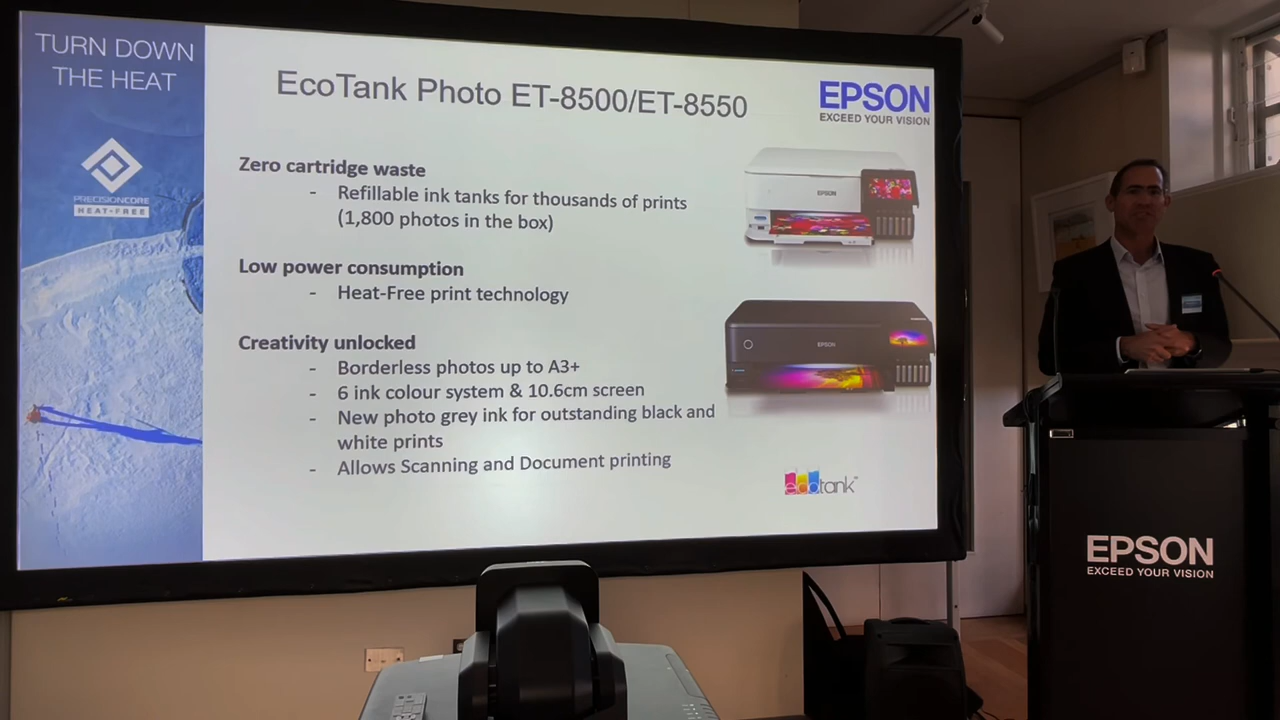 TURN DOWN
THE HEAT
PRECISIONCORE
HEAT-FREE
EcoTank Photo ET-8500/ET-8550
EPSON
EXCEED YOUR VISION
Zero cartridge waste
- Refillable ink tanks for thousands of prints
(1,800 photos in the box)
Low power consumption
- Heat-Free print technology
Creativity unlocked
- Borderless photos up to A3+
- 6 ink colour system & 10.6cm screen
- New photo grey ink for outstanding black and
white prints
- Allows Scanning and Document printing
EPSON
EPSON
ecotank™
EPSON
EXCEED YOUR VISION